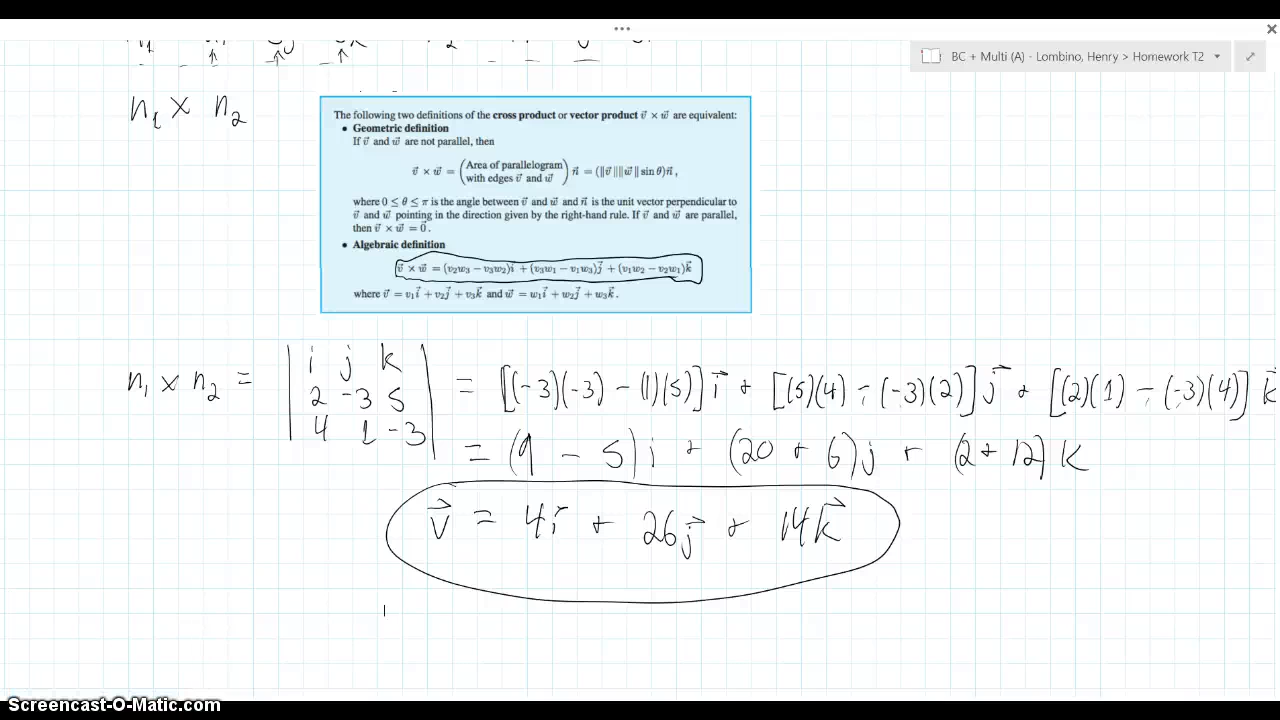 BC + Multi (A) - Lombino, Henry > Homework T2
n₁ × n₂
The following two definitions of the cross product or vector product v⃗ × w⃗ are equivalent:
• Geometric definition
If v⃗ and w⃗ are not parallel, then
v⃗ × w⃗ = (Area of parallelogram with edges v⃗ and w⃗) n⃗ = (‖v⃗‖‖w⃗‖ sin θ)n⃗,
where 0 ≤ θ ≤ π is the angle between v⃗ and w⃗ and n⃗ is the unit vector perpendicular to
v⃗ and w⃗ pointing in the direction given by the right-hand rule. If v⃗ and w⃗ are parallel,
then v⃗ × w⃗ = 0⃗.
• Algebraic definition
v⃗ × w⃗ = (v₂w₃ − v₃w₂)i⃗ + (v₃w₁ − v₁w₃)j⃗ + (v₁w₂ − v₂w₁)k⃗
where v⃗ = v₁i⃗ + v₂j⃗ + v₃k⃗ and w⃗ = w₁i⃗ + w₂j⃗ + w₃k⃗.
i j k
n₁ × n₂ = | 2 -3 5 | = [(-3)(-3) - (1)(5)] i⃗ + [(5)(4) - (-3)(2)] j⃗ + [(2)(1) - (-3)(4)] k⃗
4 1 -3
= (9 - 5) i + (20 + 6) j + (2 + 12) k
v⃗ = 4i⃗ + 26j⃗ + 14k⃗
Screencast-O-Matic.com